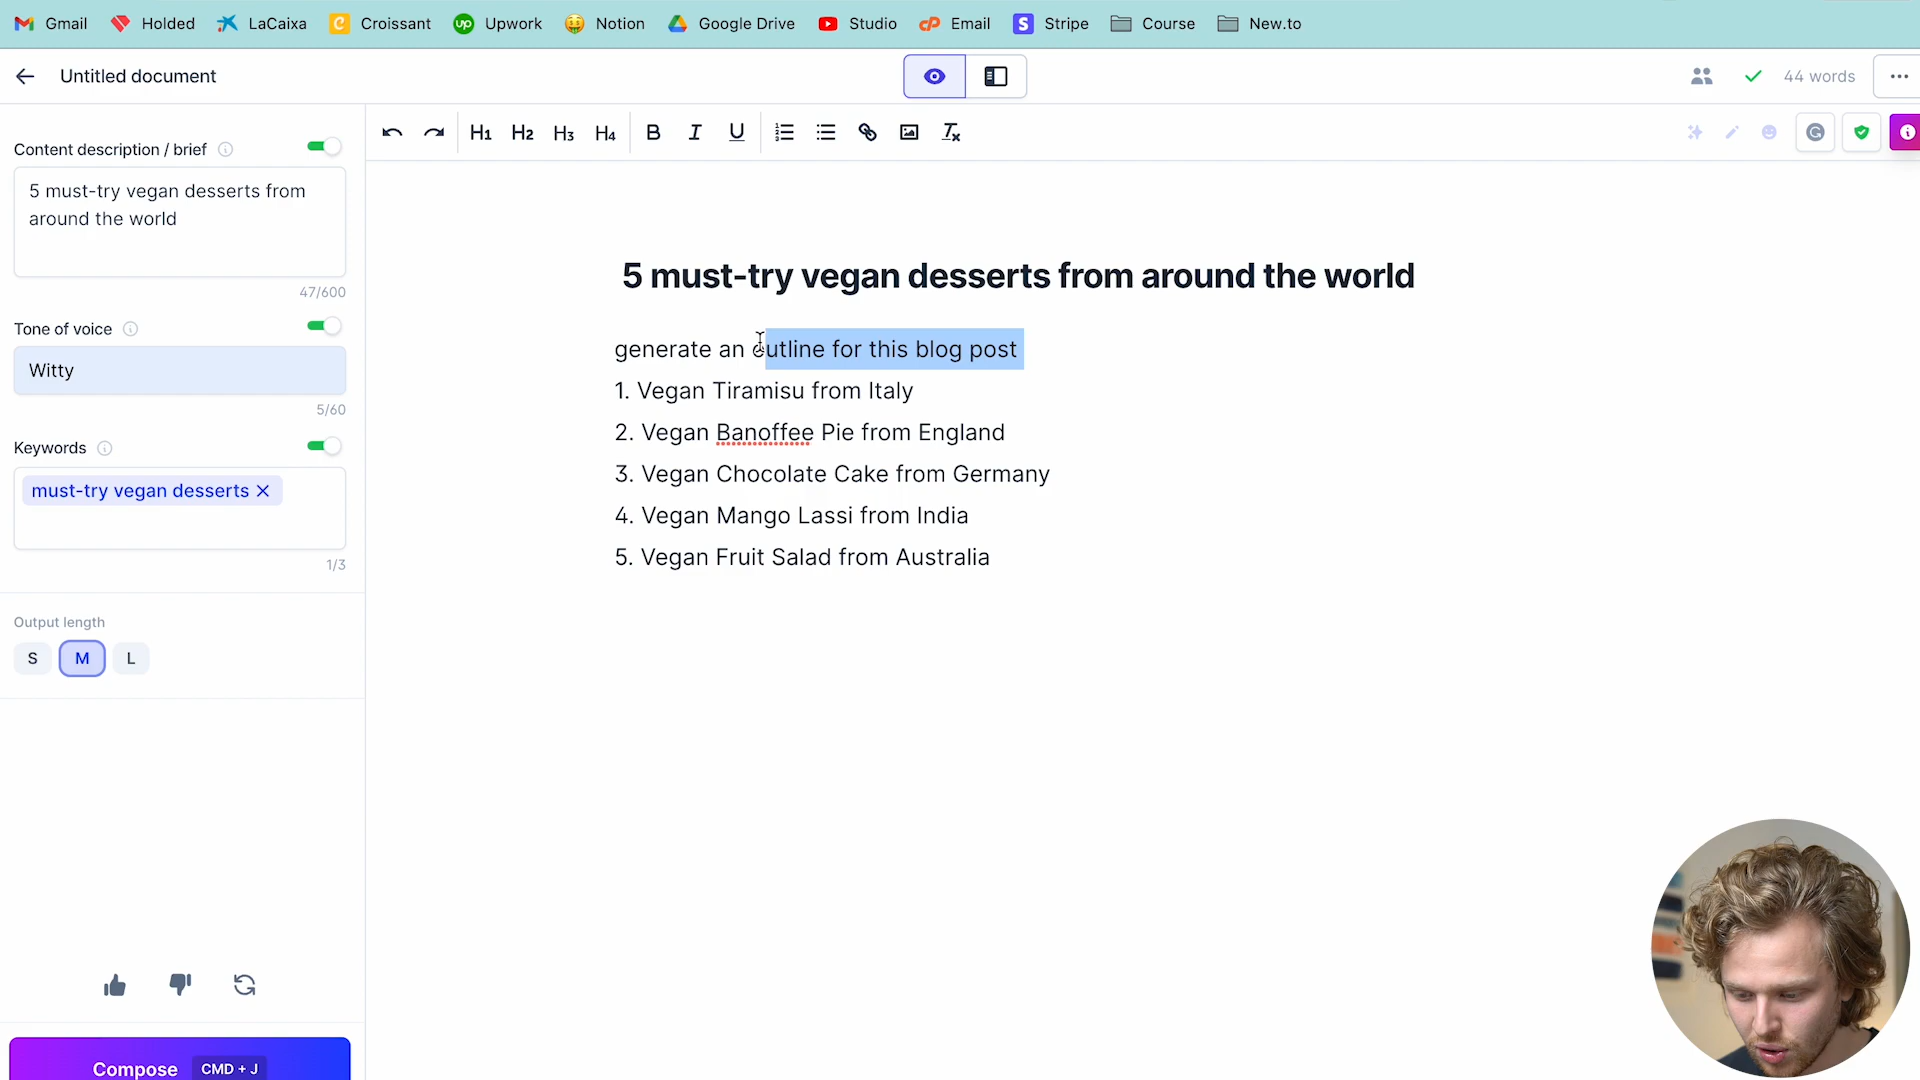 Gmail Holded LaCaixa Croissant Upwork Notion Google Drive Studio Email Stripe Course New.to
Untitled document
44 words
H1 H2 H3 H4 B I U
Content description / brief
5 must-try vegan desserts from
around the world
47/600
Tone of voice
Witty
5/60
Keywords
must-try vegan desserts
1/3
Output length
S M L
Compose CMD + J
5 must-try vegan desserts from around the world
generate an outline for this blog post
1. Vegan Tiramisu from Italy
2. Vegan Banoffee Pie from England
3. Vegan Chocolate Cake from Germany
4. Vegan Mango Lassi from India
5. Vegan Fruit Salad from Australia